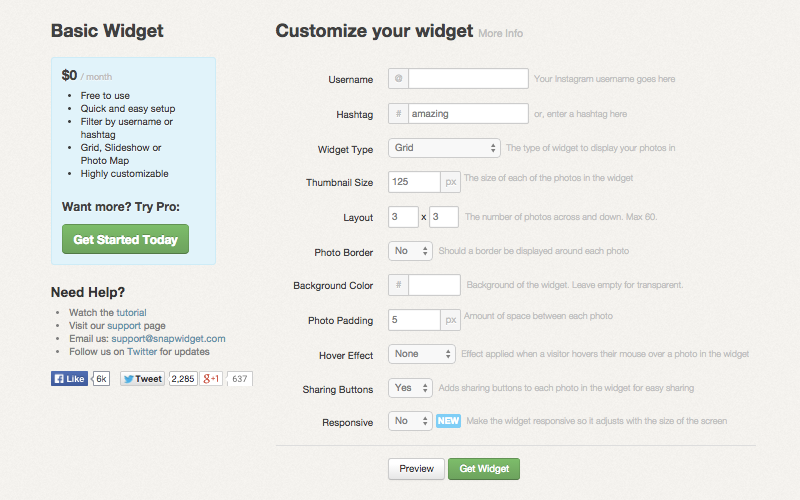 Basic Widget
$0 / month
Free to use
Quick and easy setup
Filter by username or
hashtag
Grid, Slideshow or
Photo Map
Highly customizable
Want more? Try Pro:
Get Started Today
Need Help?
Watch the tutorial
Visit our support page
Email us: support@snapwidget.com
Follow us on Twitter for updates
Like 6k Tweet 2,285 g+1 637
Customize your widget More Info
Username @ Your Instagram username goes here
Hashtag # amazing or, enter a hashtag here
Widget Type Grid The type of widget to display your photos in
Thumbnail Size 125 px The size of each of the photos in the widget
Layout 3 x 3 The number of photos across and down. Max 60.
Photo Border No Should a border be displayed around each photo
Background Color # Background of the widget. Leave empty for transparent.
Photo Padding 5 px Amount of space between each photo
Hover Effect None Effect applied when a visitor hovers their mouse over a photo in the widget
Sharing Buttons Yes Adds sharing buttons to each photo in the widget for easy sharing
Responsive No NEW Make the widget responsive so it adjusts with the size of the screen
Preview Get Widget